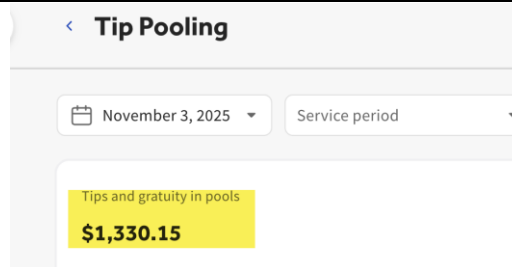 Tip Pooling
November 3, 2025
Service period
Tips and gratuity in pools
$1,330.15